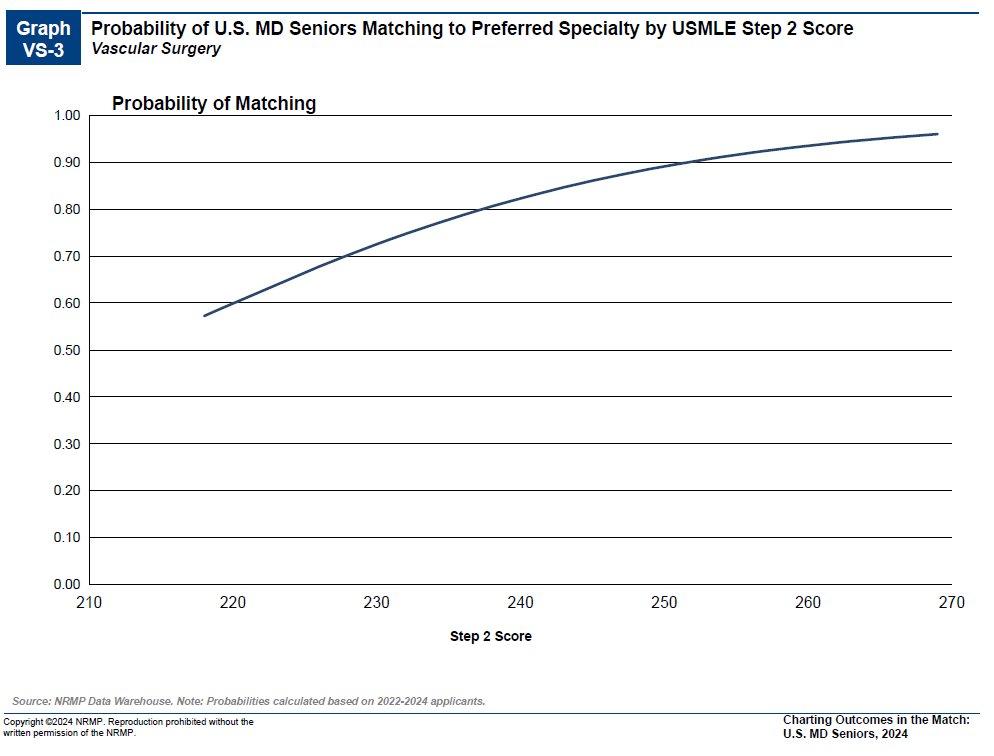 Graph
VS-3
Probability of U.S. MD Seniors Matching to Preferred Specialty by USMLE Step 2 Score
Vascular Surgery
Probability of Matching
1.00
0.90
0.80
0.70
0.60
0.50
0.40
0.30
0.20
0.10
0.00
210 220 230 240 250 260 270
Step 2 Score
Source: NRMP Data Warehouse. Note: Probabilities calculated based on 2022-2024 applicants.
Copyright ©2024 NRMP. Reproduction prohibited without the
written permission of the NRMP.
Charting Outcomes in the Match:
U.S. MD Seniors, 2024